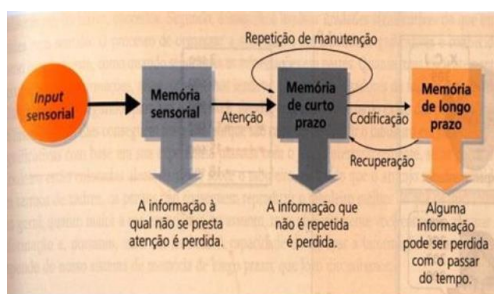 Repetição de manutenção
Input
sensorial
Memória
sensorial
Atenção
Memória
de curto
prazo
Codificação
Recuperação
Memória
de longo
prazo
A informação à
qual não se presta
atenção é perdida.
A informação que
não é repetida
é perdida.
Alguma
informação
pode ser perdida
com o passar
do tempo.